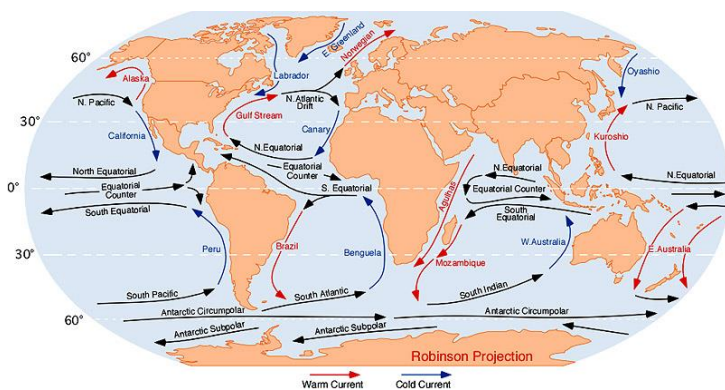 E. Greenland
Norwegian
60°
Alaska
Labrador
Oyashio
N. Pacific
N. Atlantic
Drift
N. Pacific
Gulf Stream
30°
California
Canary
Kuroshio
N.Equatorial
North Equatorial
Equatorial
Counter
N.Equatorial
N.Equatorial
0°
Equatorial
Counter
S. Equatorial
Equatorial Counter
South Equatorial
South
Equatorial
Agulhas
Peru
Brazil
Benguela
W.Australia
E.Australia
30°
Mozambique
South Pacific
South Atlantic
South Indian
Antarctic Circumpolar
Antarctic Circumpolar
60°
Antarctic Subpolar
Antarctic Subpolar
Robinson Projection
Warm Current
Cold Current